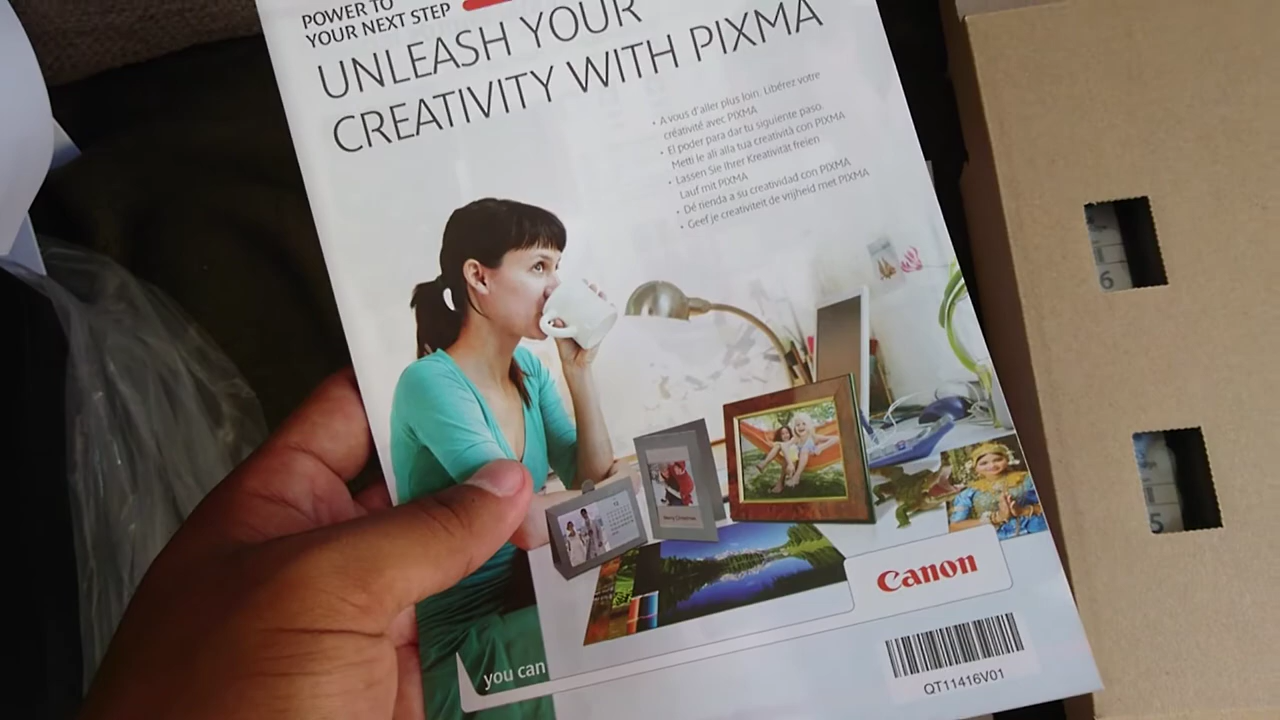 POWER TO
YOUR NEXT STEP
UNLEASH YOUR
CREATIVITY WITH PIXMA
• A vous d'aller plus loin. Libérez votre
créativité avec PIXMA
• El poder para dar tu siguiente paso.
Metti le ali alla tua creatività con PIXMA
• Lassen Sie Ihrer Kreativität freien
Lauf mit PIXMA
• Dé rienda a su creatividad con PIXMA
• Geef je creativiteit de vrijheid met PIXMA
6
5
Merry Christmas
Canon
you can
QT11416V01